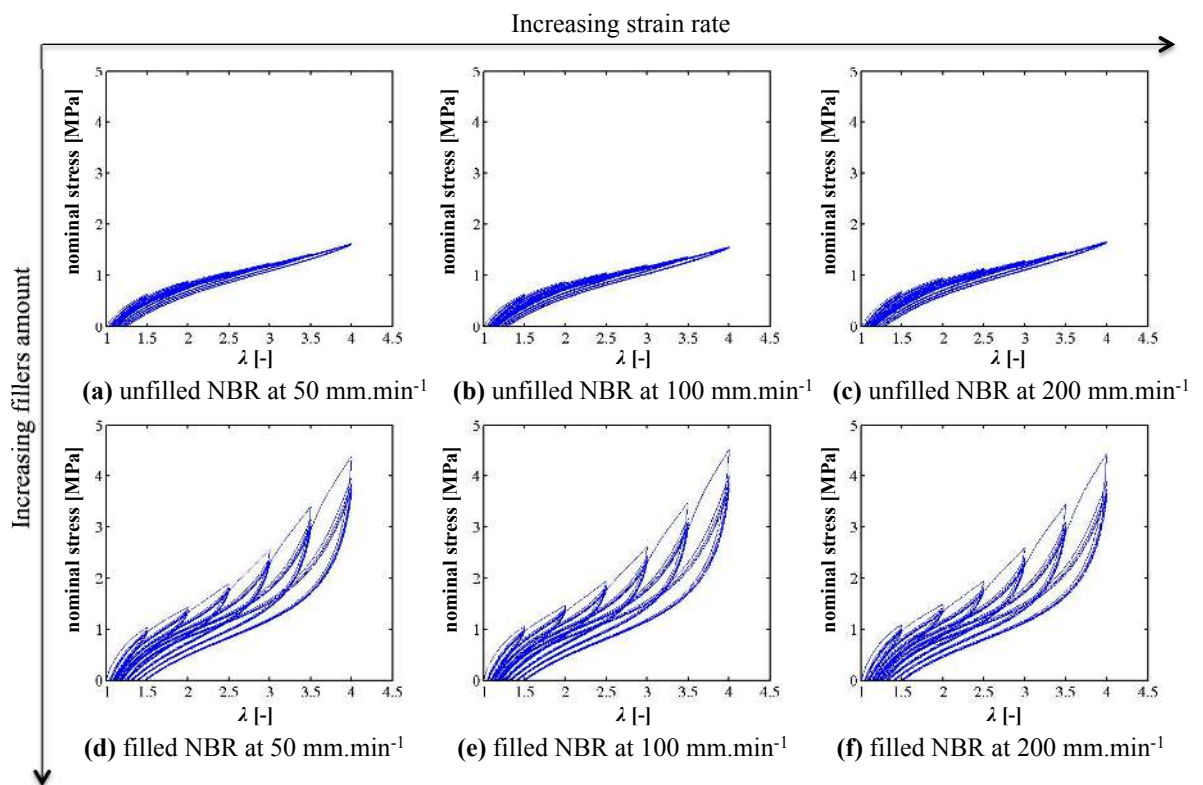 Increasing strain rate
Increasing fillers amount
nominal stress [MPa]
5
4
3
2
1
0
1 1.5 2 2.5 3 3.5 4 4.5
λ [-]
(a) unfilled NBR at 50 mm.min-1
nominal stress [MPa]
5
4
3
2
1
0
1 1.5 2 2.5 3 3.5 4 4.5
λ [-]
(b) unfilled NBR at 100 mm.min-1
nominal stress [MPa]
5
4
3
2
1
0
1 1.5 2 2.5 3 3.5 4 4.5
λ [-]
(c) unfilled NBR at 200 mm.min-1
nominal stress [MPa]
5
4
3
2
1
0
1 1.5 2 2.5 3 3.5 4 4.5
λ [-]
(d) filled NBR at 50 mm.min-1
nominal stress [MPa]
5
4
3
2
1
0
1 1.5 2 2.5 3 3.5 4 4.5
λ [-]
(e) filled NBR at 100 mm.min-1
nominal stress [MPa]
5
4
3
2
1
0
1 1.5 2 2.5 3 3.5 4 4.5
λ [-]
(f) filled NBR at 200 mm.min-1